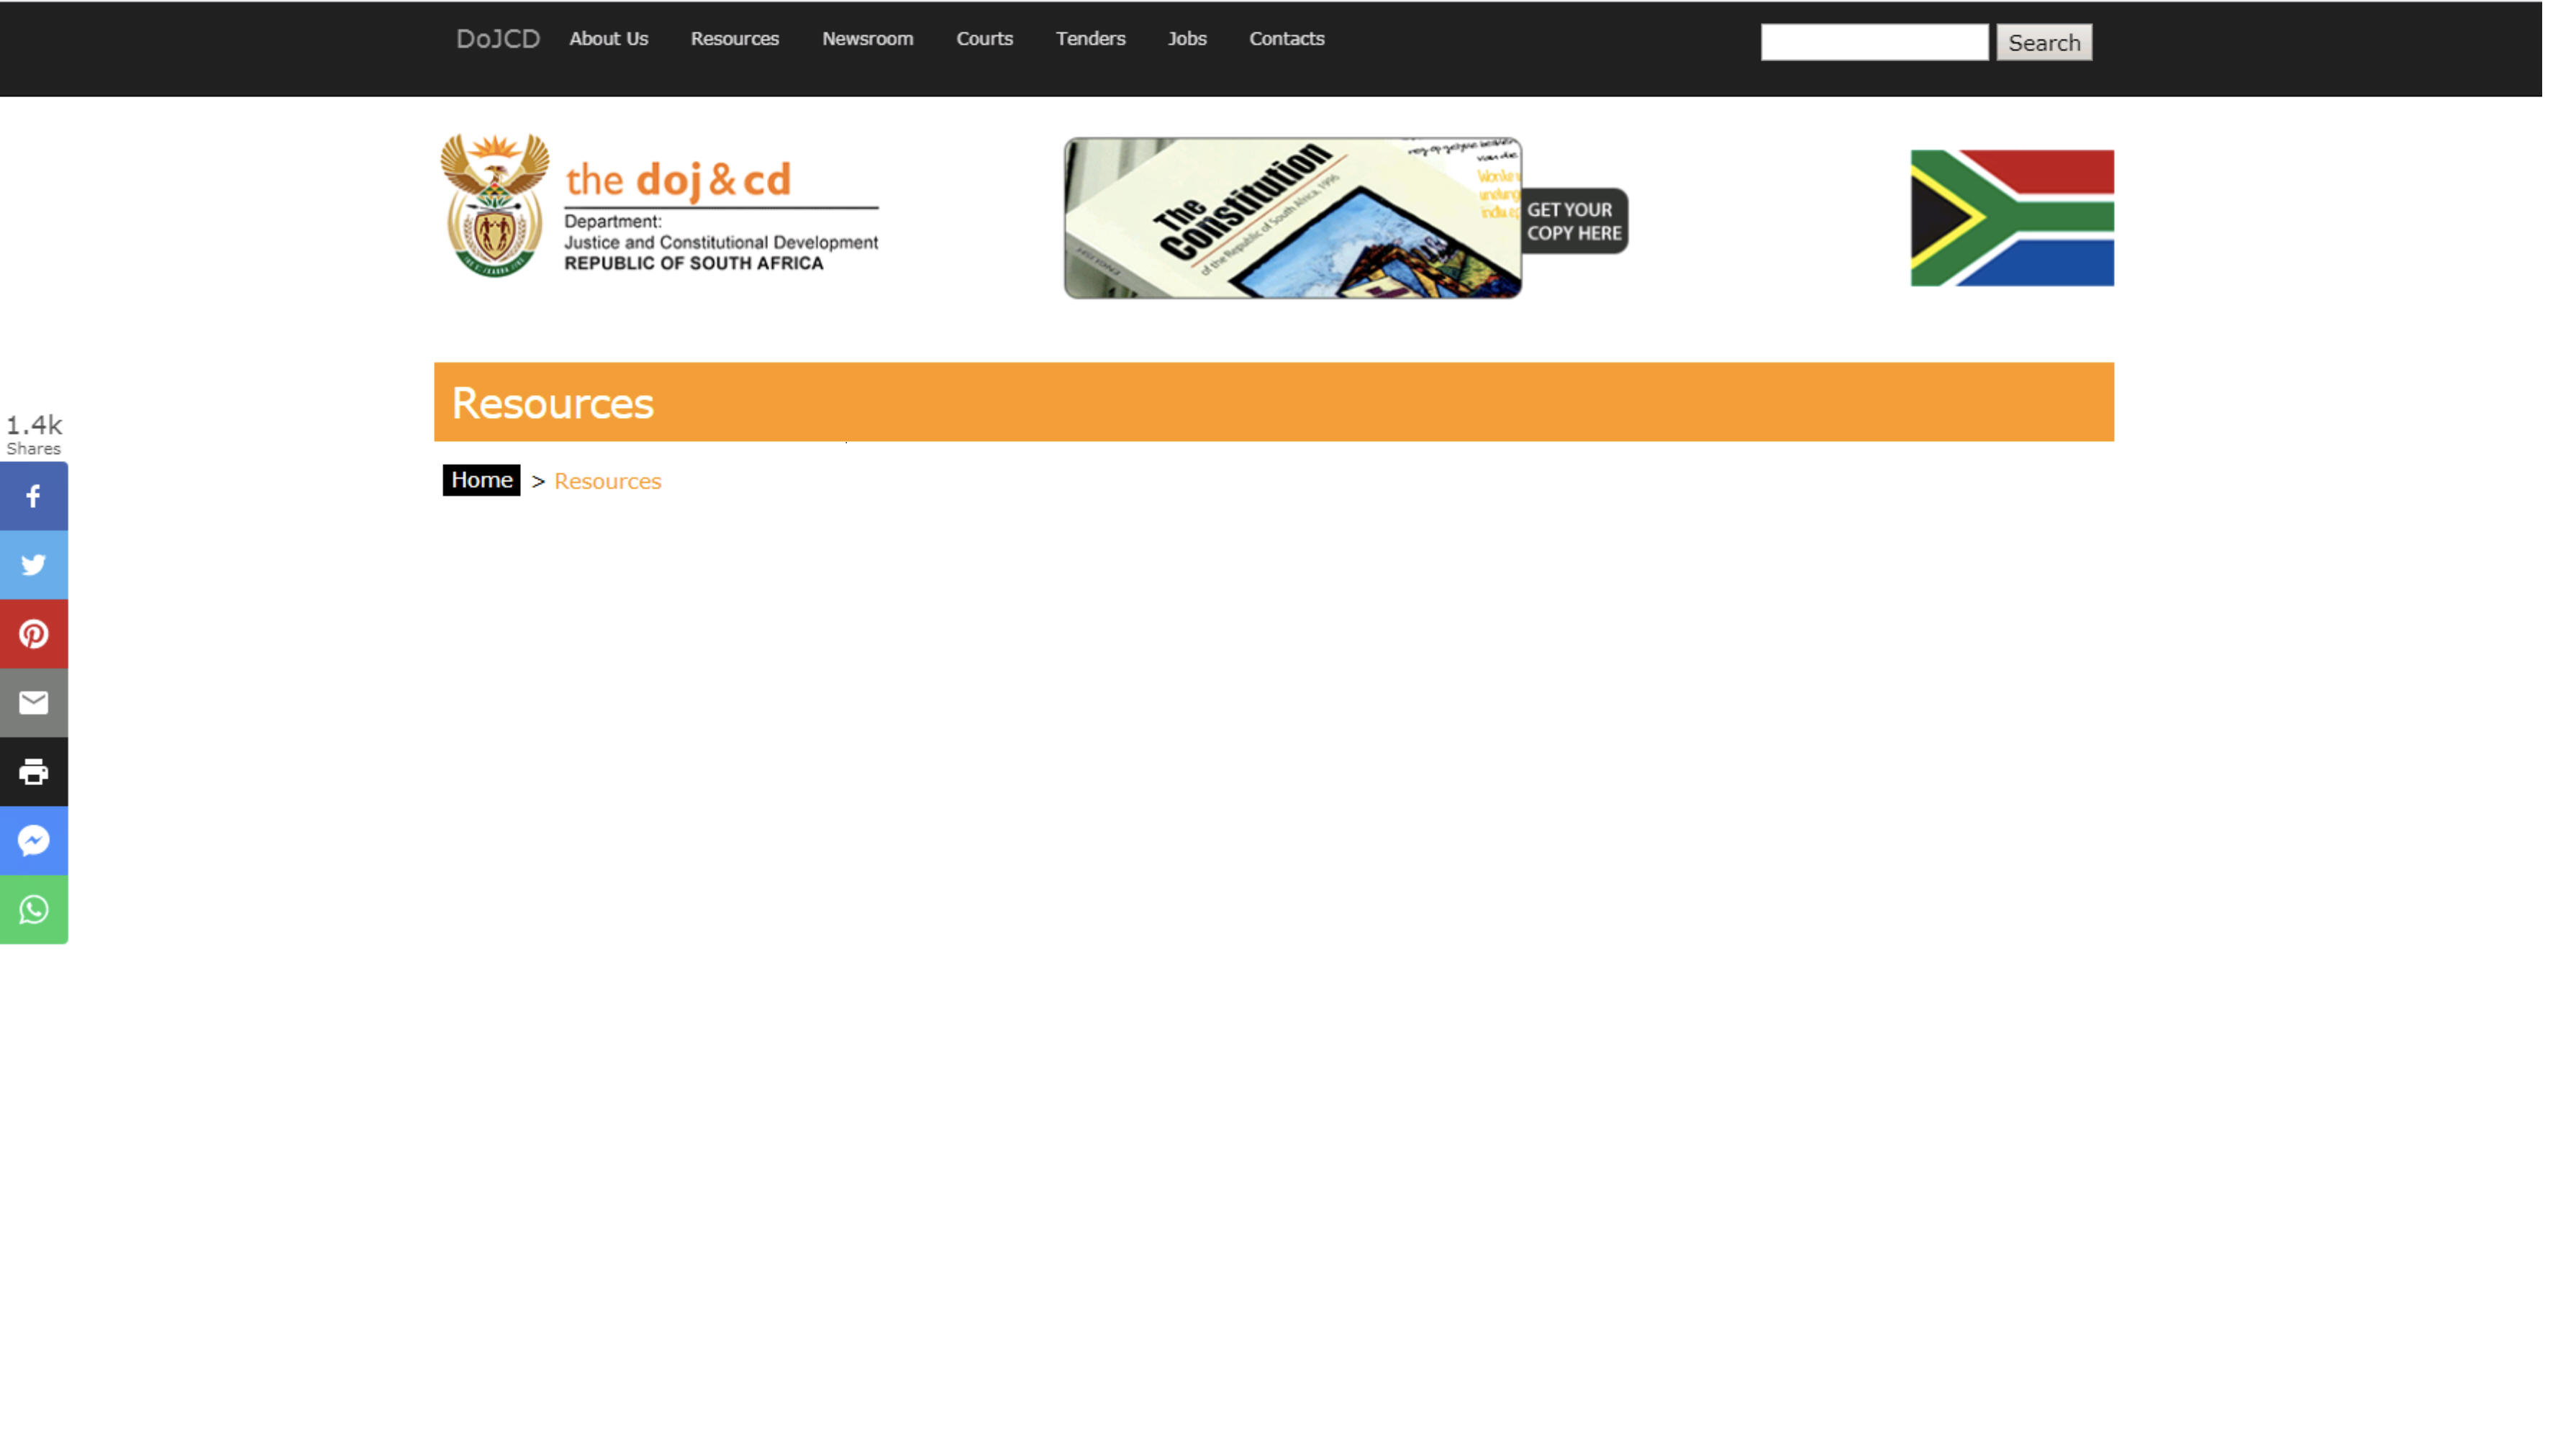 DoJCD About Us Resources Newsroom Courts Tenders Jobs Contacts Search
the doj & cd
Department:
Justice and Constitutional Development
REPUBLIC OF SOUTH AFRICA
The
Constitution
of the Republic of South Africa, 1996
ENGLISH
GET YOUR
COPY HERE
Resources
1.4k
Shares
Home > Resources